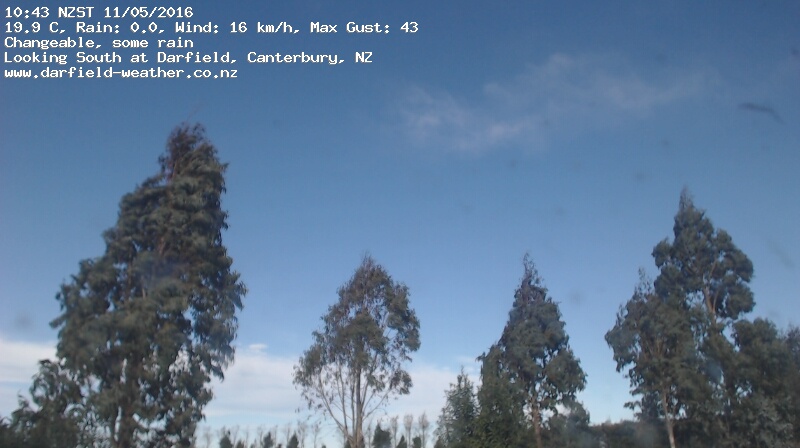 10:43 NZST 11/05/2016
19.9 C, Rain: 0.0, Wind: 16 km/h, Max Gust: 43
Changeable, some rain
Looking South at Darfield, Canterbury, NZ
www.darfield-weather.co.nz